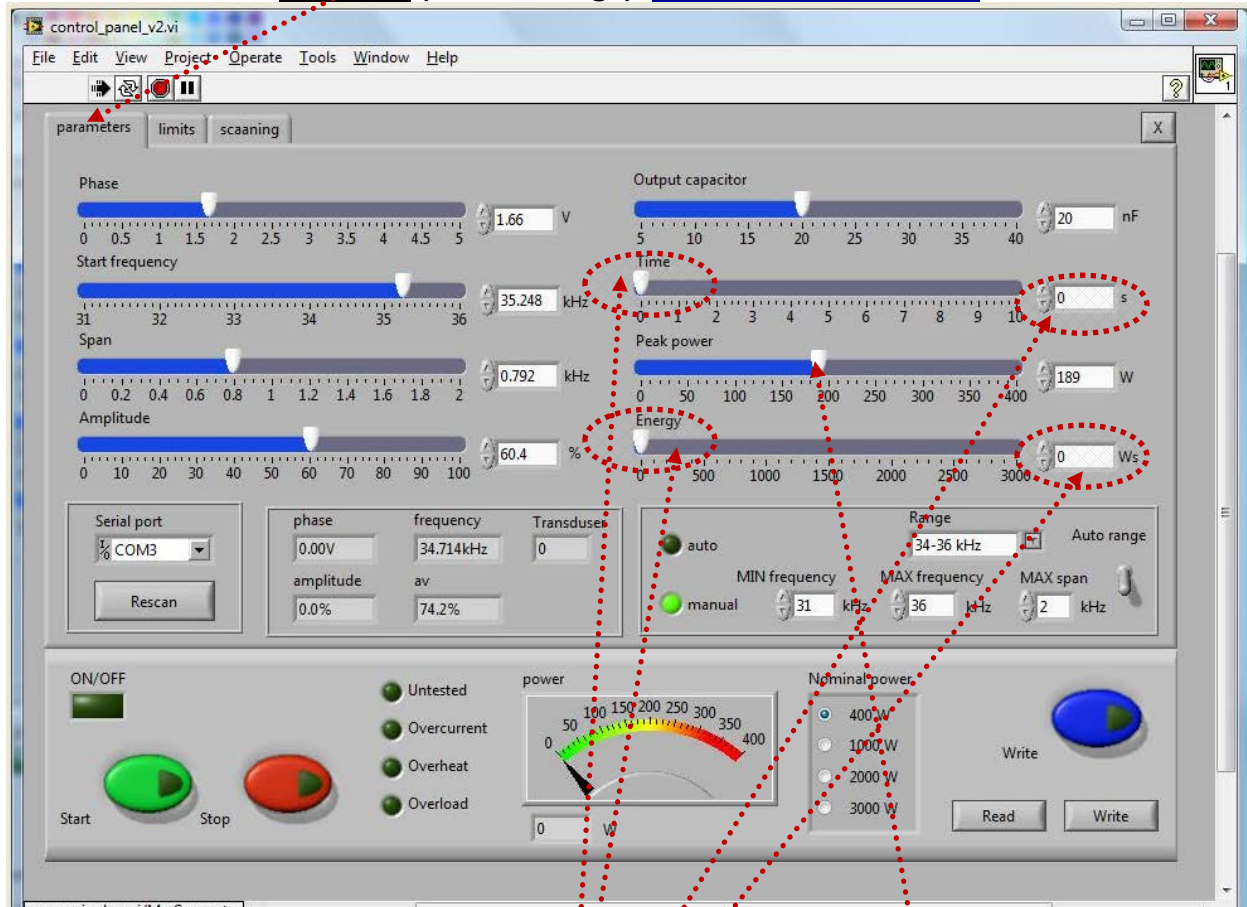 control_panel_v2.vi
File Edit View Project Operate Tools Window Help
1
parameters limits scaaning X
Phase
1.66 V
0 0.5 1 1.5 2 2.5 3 3.5 4 4.5 5
Output capacitor
20 nF
5 10 15 20 25 30 35 40
Start frequency
35.248 kHz
31 32 33 34 35 36
Time
0 s
0 1 2 3 4 5 6 7 8 9 10
Span
0.792 kHz
0 0.2 0.4 0.6 0.8 1 1.2 1.4 1.6 1.8 2
Peak power
189 W
0 50 100 150 200 250 300 350 400
Amplitude
60.4 %
0 10 20 30 40 50 60 70 80 90 100
Energy
0 Ws
0 500 1000 1500 2000 2500 3000
Serial port
COM3
Rescan
phase frequency Transduser
0.00V 34.714kHz 0
amplitude av
0.0% 74.2%
auto
Range
34-36 kHz
Auto range
MIN frequency MAX frequency MAX span
manual 31 kHz 36 kHz 2 kHz
ON/OFF
Start Stop
Untested
Overcurrent
Overheat
Overload
power
0 50 100 150 200 250 300 350 400
0 W
Nominal power
400 W
1000 W
2000 W
3000 W
Write
Read Write